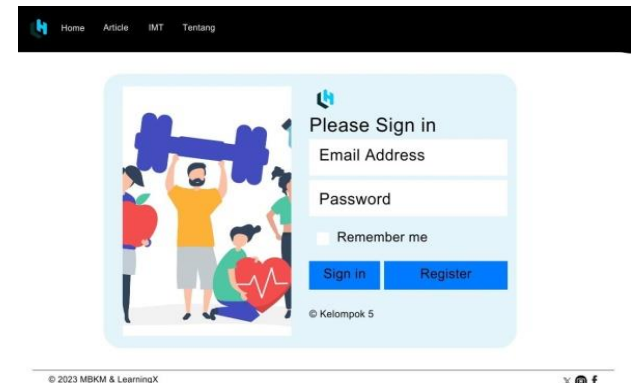 Home Article IMT Tentang
Please Sign in
Email Address
Password
Remember me
Sign in Register
© Kelompok 5
© 2023 MBKM & LearningX